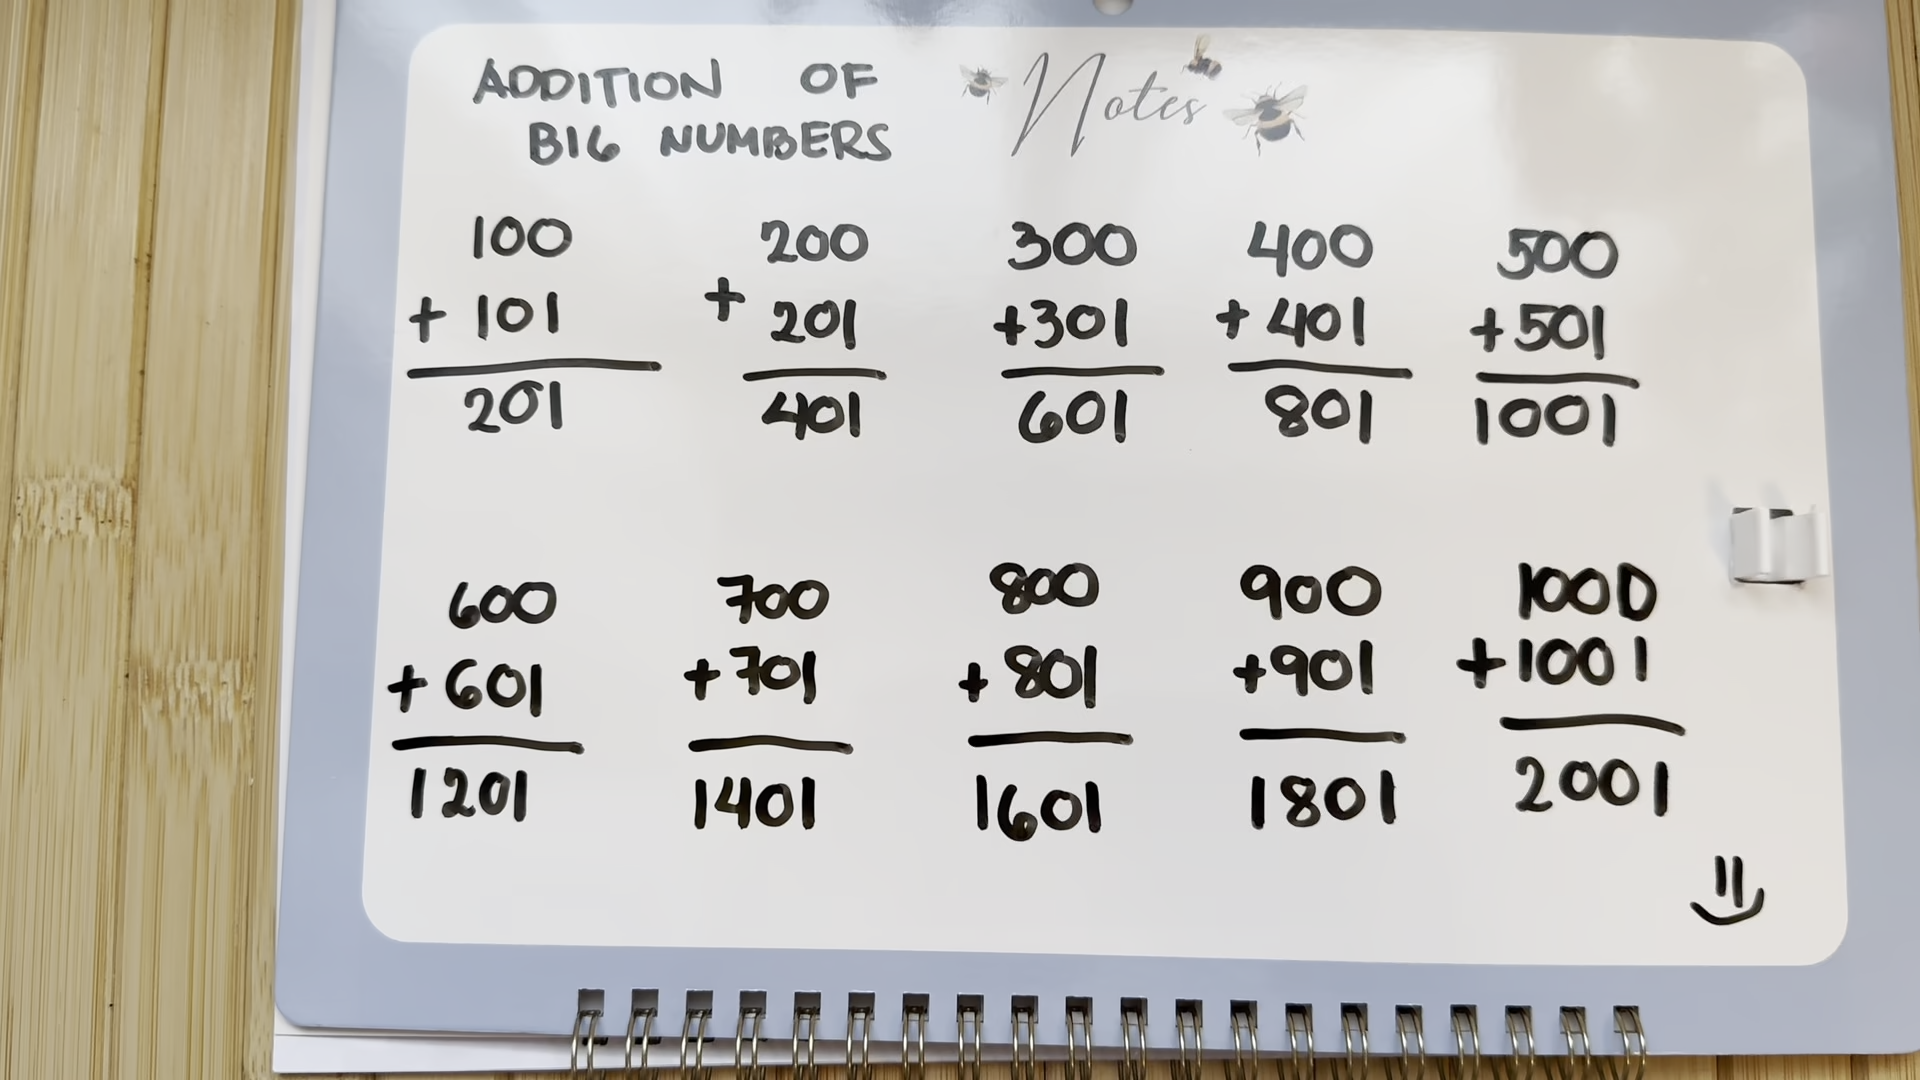 ADDITION OF
BIG NUMBERS
Notes
100 200 300 400 500
+ 101 + 201 +301 + 401 +501
201 401 601 801 1001
600 700 800 900 1000
+ 601 +701 + 801 +901 +1001
1201 1401 1601 1801 2001